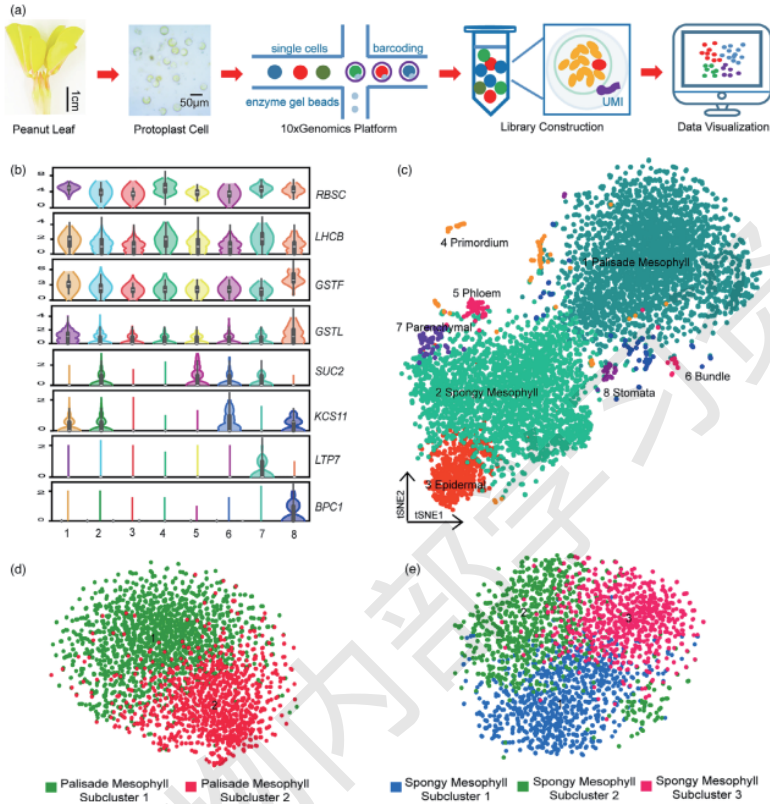 (a)
single cells
barcoding
enzyme gel beads
1cm
50μm
UMI
Peanut Leaf
Protoplast Cell
10xGenomics Platform
Library Construction
Data Visualization
(b)
RBSC
LHCB
GSTF
GSTL
SUC2
KCS11
LTP7
BPC1
1 2 3 4 5 6 7 8
(c)
4 Primordium
1 Palisade Mesophyll
5 Phloem
7 Parenchymal
2 Spongy Mesophyll
6 Bundle
8 Stomata
3 Epidermal
tSNE2
tSNE1
(d)
1
2
Palisade Mesophyll Subcluster 1
Palisade Mesophyll Subcluster 2
(e)
3
Spongy Mesophyll Subcluster 1
Spongy Mesophyll Subcluster 2
Spongy Mesophyll Subcluster 3